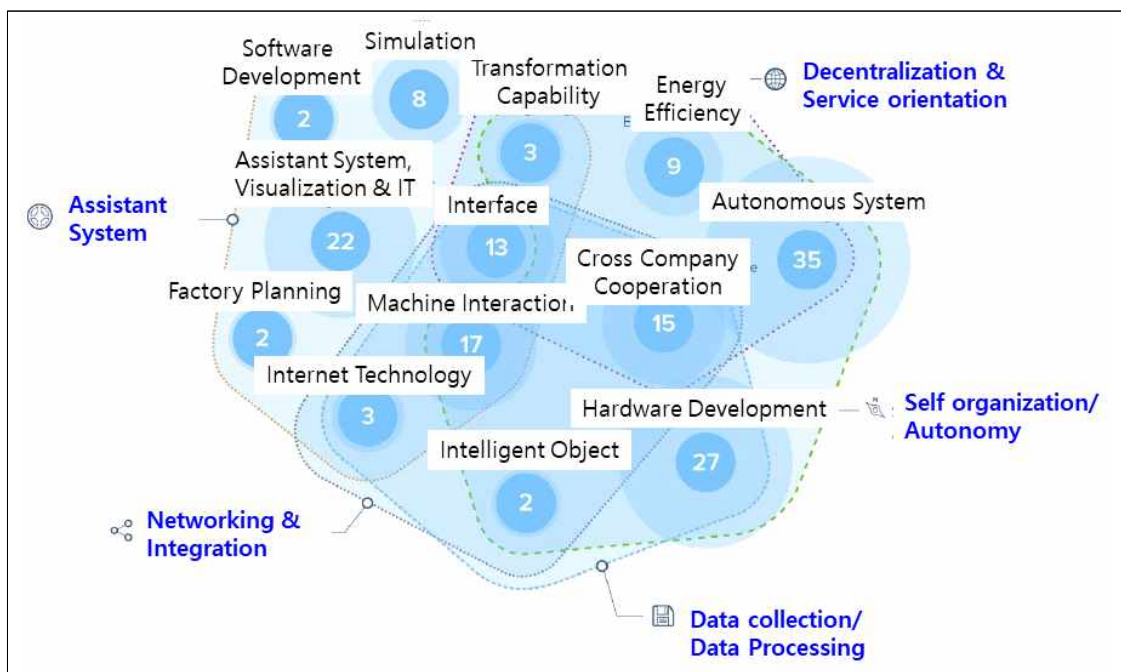 Simulation
Software
Development
8
2
Transformation
Capability
3
Energy
Efficiency
E
9
Decentralization &
Service orientation
Assistant System,
Visualization & IT
22
Interface
13
Autonomous System
35
Assistant
System
Cross Company
Cooperation
e
15
Factory Planning
2
Machine Interaction
17
Internet Technology
3
Hardware Development
27
Self organization/
Autonomy
N
Intelligent Object
2
Networking &
Integration
Data collection/
Data Processing